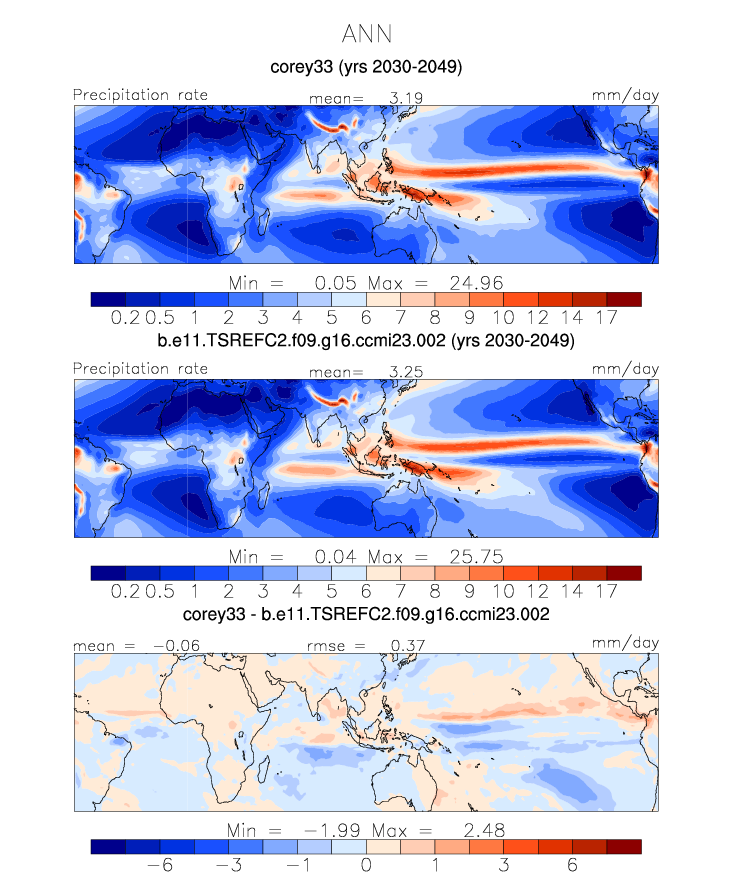 ANN
corey33 (yrs 2030-2049)
Precipitation rate mean= 3.19 mm/day
Min = 0.05 Max = 24.96
0.2 0.5 1 2 3 4 5 6 7 8 9 10 12 14 17
b.e11.TSREFC2.f09.g16.ccmi23.002 (yrs 2030-2049)
Precipitation rate mean= 3.25 mm/day
Min = 0.04 Max = 25.75
0.2 0.5 1 2 3 4 5 6 7 8 9 10 12 14 17
corey33 - b.e11.TSREFC2.f09.g16.ccmi23.002
mean = −0.06 rmse = 0.37 mm/day
Min = −1.99 Max = 2.48
−6 −3 −1 0 1 3 6